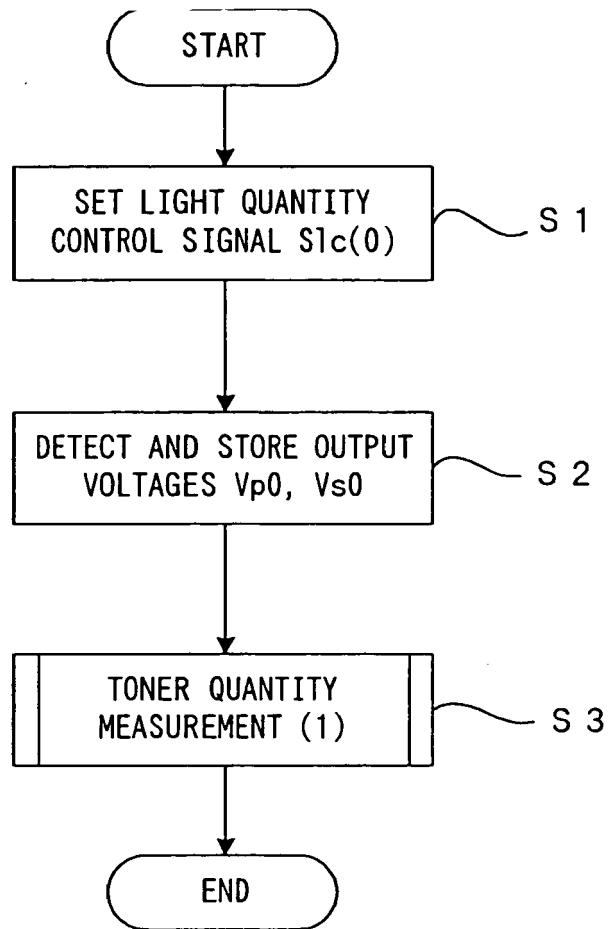 START
SET LIGHT QUANTITY
CONTROL SIGNAL Slc(0)
S 1
DETECT AND STORE OUTPUT
VOLTAGES Vp0, Vs0
S 2
TONER QUANTITY
MEASUREMENT (1)
S 3
END